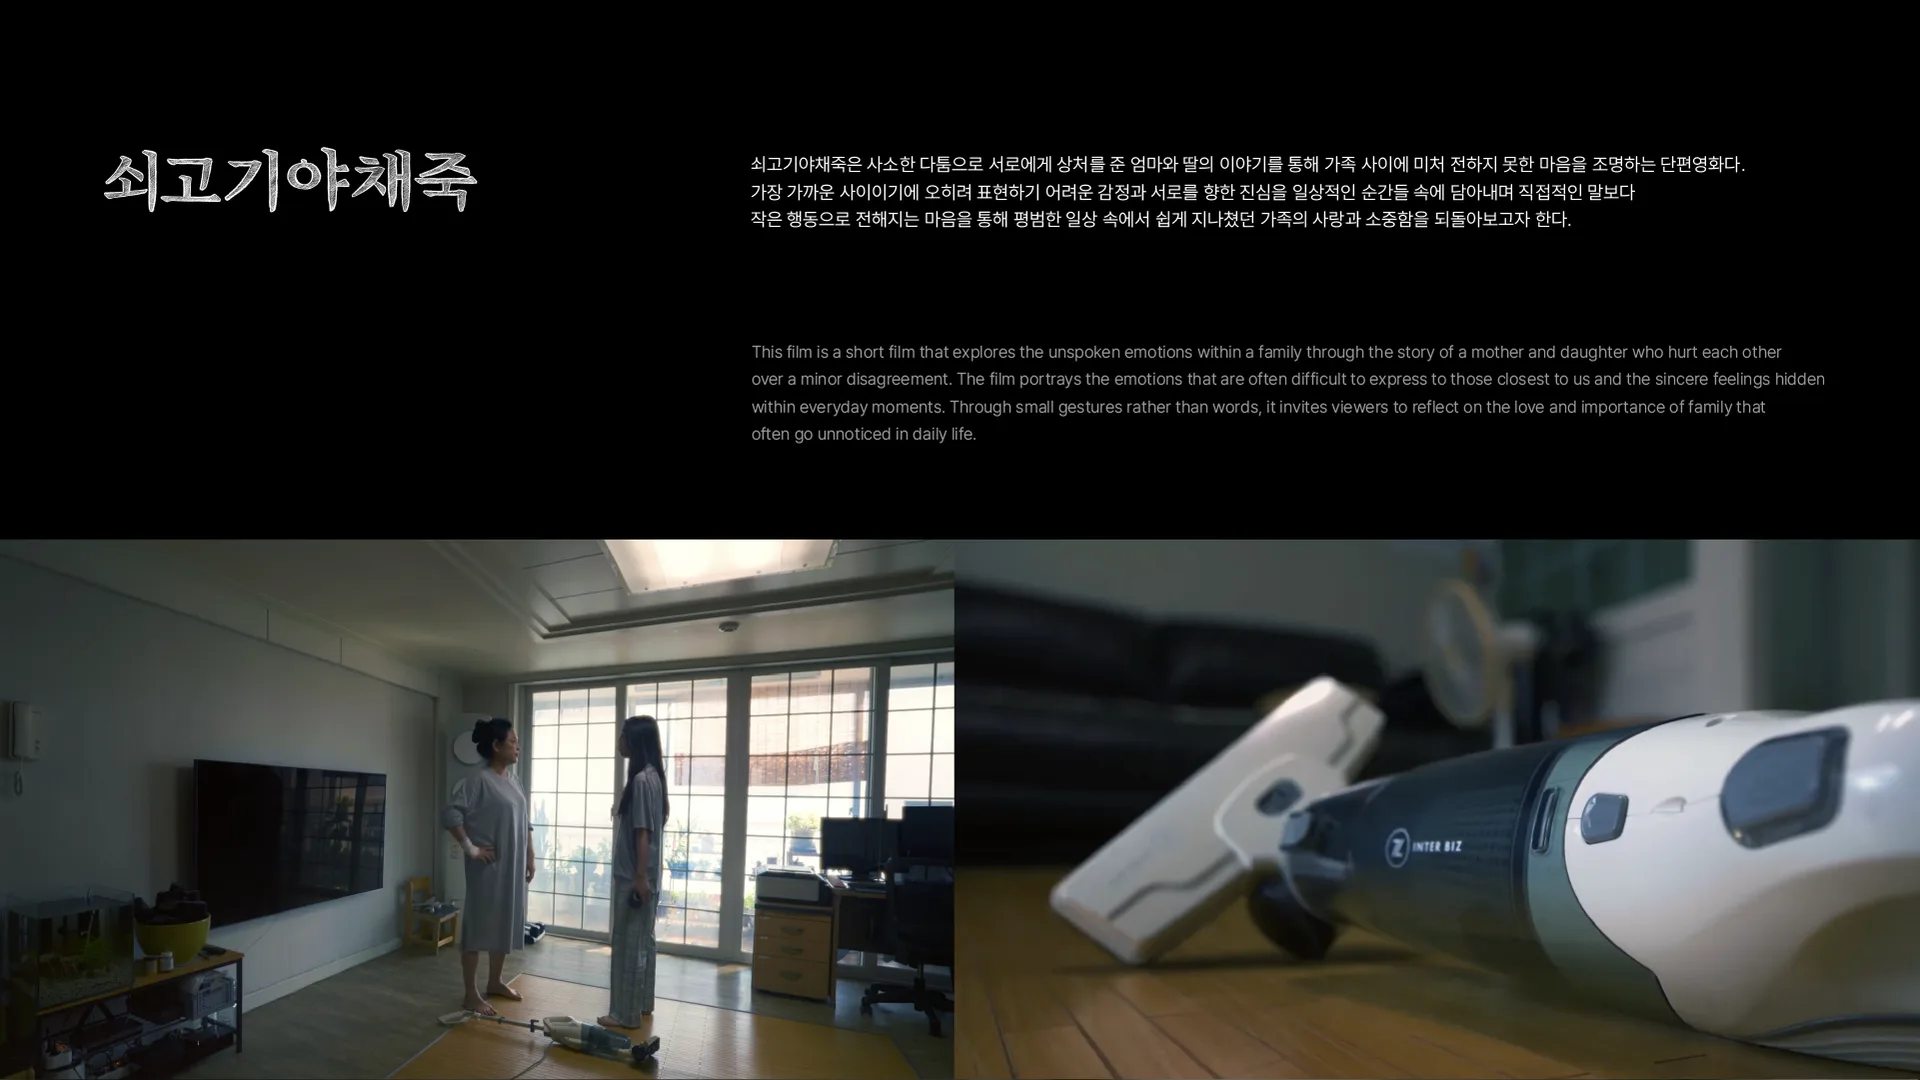 쇠고기야채죽
쇠고기야채죽은 사소한 다툼으로 서로에게 상처를 준 엄마와 딸의 이야기를 통해 가족 사이에 미처 전하지 못한 마음을 조명하는 단편영화다.
가장 가까운 사이이기에 오히려 표현하기 어려운 감정과 서로를 향한 진심을 일상적인 순간들 속에 담아내며 직접적인 말보다
작은 행동으로 전해지는 마음을 통해 평범한 일상 속에서 쉽게 지나쳤던 가족의 사랑과 소중함을 되돌아보고자 한다.
This film is a short film that explores the unspoken emotions within a family through the story of a mother and daughter who hurt each other
over a minor disagreement. The film portrays the emotions that are often difficult to express to those closest to us and the sincere feelings hidden
within everyday moments. Through small gestures rather than words, it invites viewers to reflect on the love and importance of family that
often go unnoticed in daily life.
Z INTER BIZ